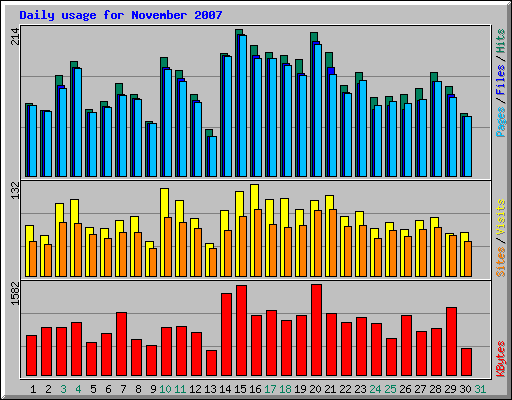 Daily usage for November 2007
214
Pages / Files / Hits
132
Sites / Visits
1582
KBytes
1 2 3 4 5 6 7 8 9 10 11 12 13 14 15 16 17 18 19 20 21 22 23 24 25 26 27 28 29 30 31